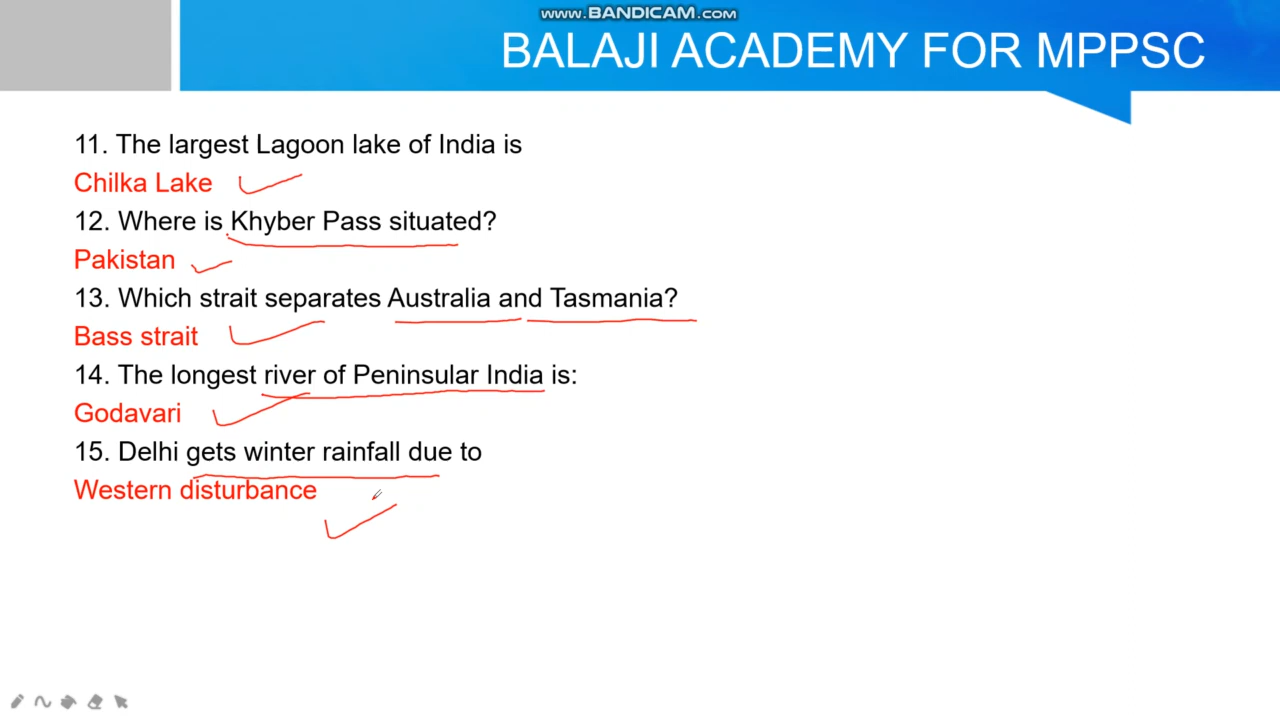 www.BANDICAM.com
BALAJI ACADEMY FOR MPPSC
11. The largest Lagoon lake of India is
Chilka Lake
12. Where is Khyber Pass situated?
Pakistan
13. Which strait separates Australia and Tasmania?
Bass strait
14. The longest river of Peninsular India is:
Godavari
15. Delhi gets winter rainfall due to
Western disturbance